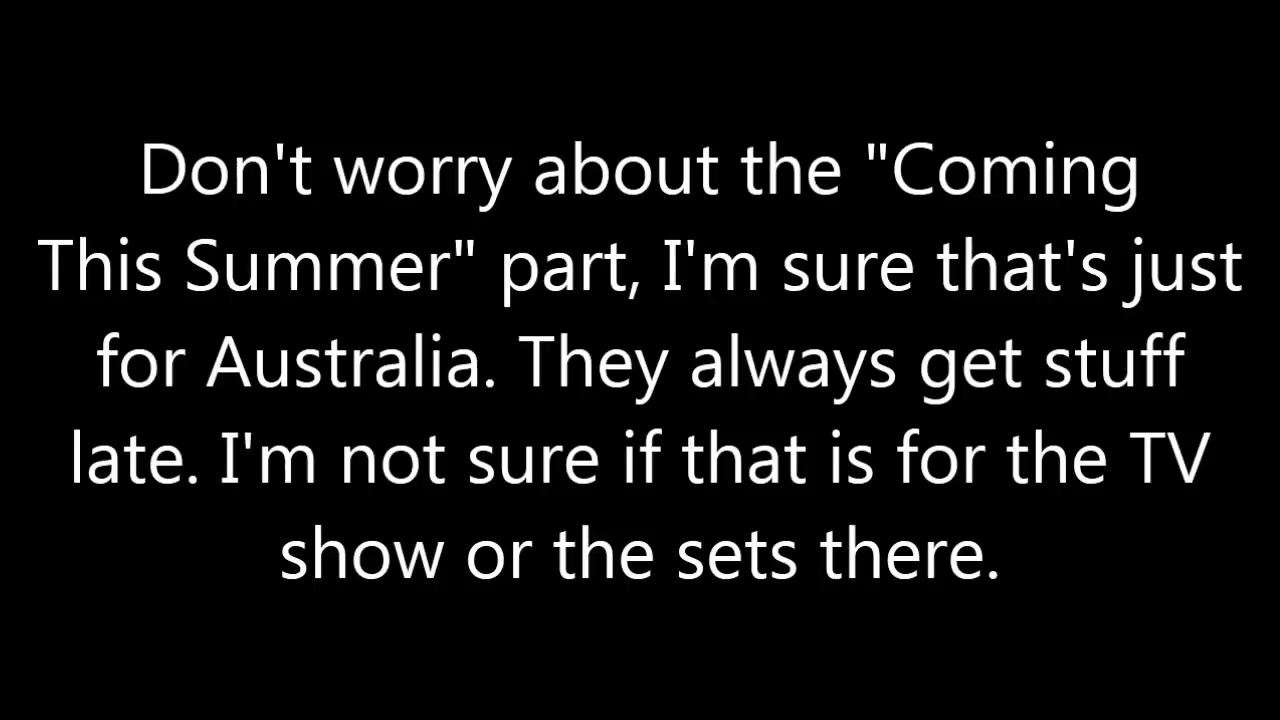 Don't worry about the "Coming
This Summer" part, I'm sure that's just
for Australia. They always get stuff
late. I'm not sure if that is for the TV
show or the sets there.